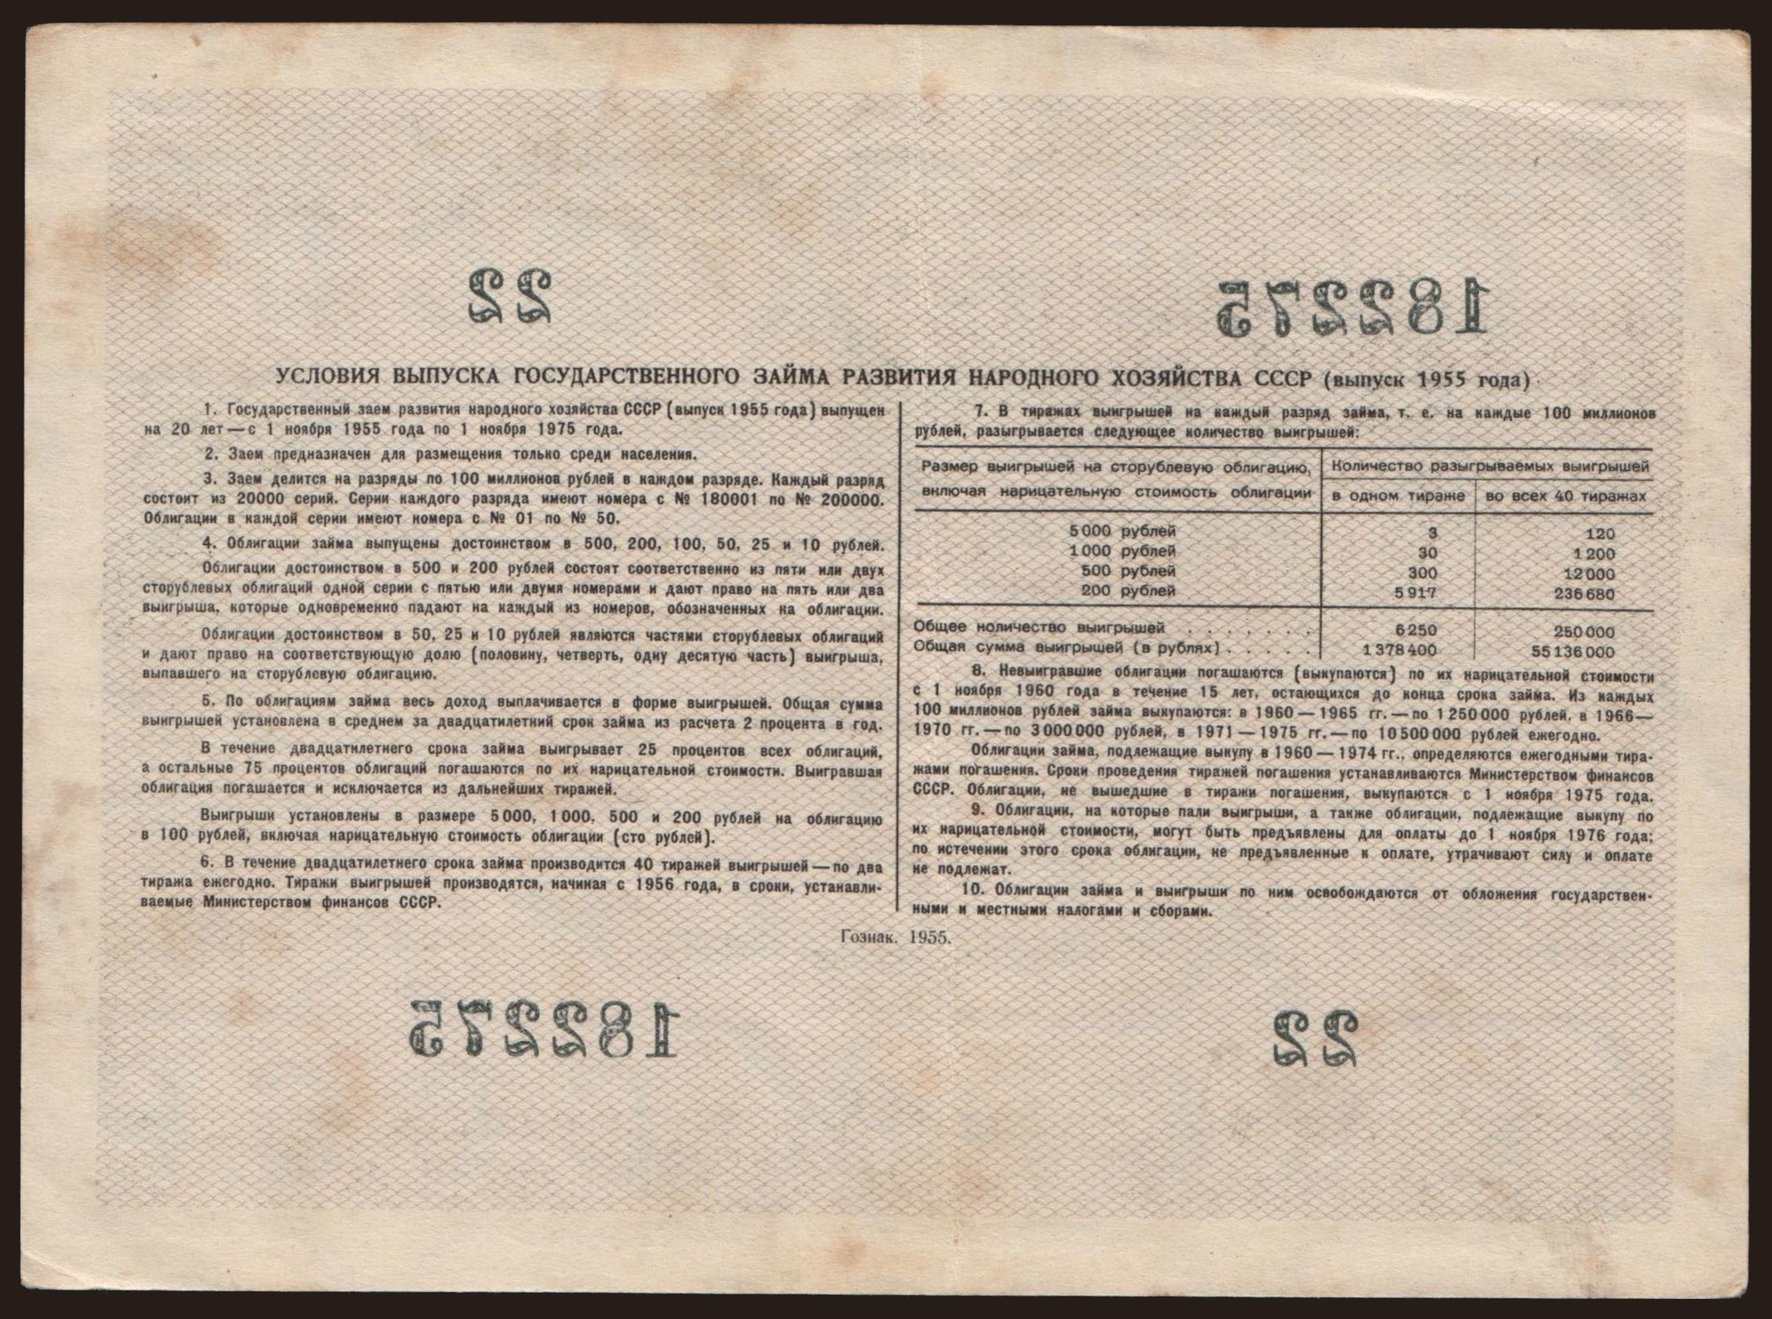 22
182275
УСЛОВИЯ ВЫПУСКА ГОСУДАРСТВЕННОГО ЗАЙМА РАЗВИТИЯ НАРОДНОГО ХОЗЯЙСТВА СССР (выпуск 1955 года)
1. Государственный заем развития народного хозяйства СССР (выпуск 1955 года) выпущен
на 20 лет — с 1 ноября 1955 года по 1 ноября 1975 года.
2. Заем предназначен для размещения только среди населения.
3. Заем делится на разряды по 100 миллионов рублей в каждом разряде. Каждый разряд
состоит из 20000 серий. Серии каждого разряда имеют номера с № 180001 по № 200000.
Облигации в каждой серии имеют номера с № 01 по № 50.
4. Облигации займа выпущены достоинством в 500, 200, 100, 50, 25 и 10 рублей.
Облигации достоинством в 500 и 200 рублей состоят соответственно из пяти или двух
сторублевых облигаций одной серии с пятью или двумя номерами и дают право на пять или два
выигрыша, которые одновременно падают на каждый из номеров, обозначенных на облигации.
Облигации достоинством в 50, 25 и 10 рублей являются частями сторублевых облигаций
и дают право на соответствующую долю (половину, четверть, одну десятую часть) выигрыша,
выпавшего на сторублевую облигацию.
5. По облигациям займа весь доход выплачивается в форме выигрышей. Общая сумма
выигрышей установлена в среднем за двадцатилетний срок займа из расчета 2 процента в год.
В течение двадцатилетнего срока займа выигрывает 25 процентов всех облигаций,
а остальные 75 процентов облигаций погашаются по их нарицательной стоимости. Выигравшая
облигация погашается и исключается из дальнейших тиражей.
Выигрыши установлены в размере 5000, 1000, 500 и 200 рублей на облигацию
в 100 рублей, включая нарицательную стоимость облигации (сто рублей).
6. В течение двадцатилетнего срока займа производится 40 тиражей выигрышей — по два
тиража ежегодно. Тиражи выигрышей производятся, начиная с 1956 года, в сроки, устанавли-
ваемые Министерством финансов СССР.
7. В тиражах выигрышей на каждый разряд займа, т. е. на каждые 100 миллионов
рублей, разыгрывается следующее количество выигрышей:
Размер выигрышей на сторублевую облигацию, Количество разыгрываемых выигрышей
включая нарицательную стоимость облигации в одном тираже во всех 40 тиражах
5000 рублей 3 120
1000 рублей 30 1200
500 рублей 300 12000
200 рублей 5917 236680
Общее количество выигрышей . . . . . . . 6250 250000
Общая сумма выигрышей (в рублях) . . . . . 1378400 55136000
8. Невыигравшие облигации погашаются (выкупаются) по их нарицательной стоимости
с 1 ноября 1960 года в течение 15 лет, остающихся до конца срока займа. Из каждых
100 миллионов рублей займа выкупаются: в 1960 — 1965 гг. — по 1250000 рублей, в 1966—
1970 гг. — по 3000000 рублей, в 1971 — 1975 гг. — по 10500000 рублей ежегодно.
Облигации займа, подлежащие выкупу в 1960 — 1974 гг., определяются ежегодными тира-
жами погашения. Сроки проведения тиражей погашения устанавливаются Министерством финансов
СССР. Облигации, не вышедшие в тиражи погашения, выкупаются с 1 ноября 1975 года.
9. Облигации, на которые пали выигрыши, а также облигации, подлежащие выкупу по
их нарицательной стоимости, могут быть предъявлены для оплаты до 1 ноября 1976 года;
по истечении этого срока облигации, не предъявленные к оплате, утрачивают силу и оплате
не подлежат.
10. Облигации займа и выигрыши по ним освобождаются от обложения государствен-
ными и местными налогами и сборами.
Гознак. 1955.
182275
22